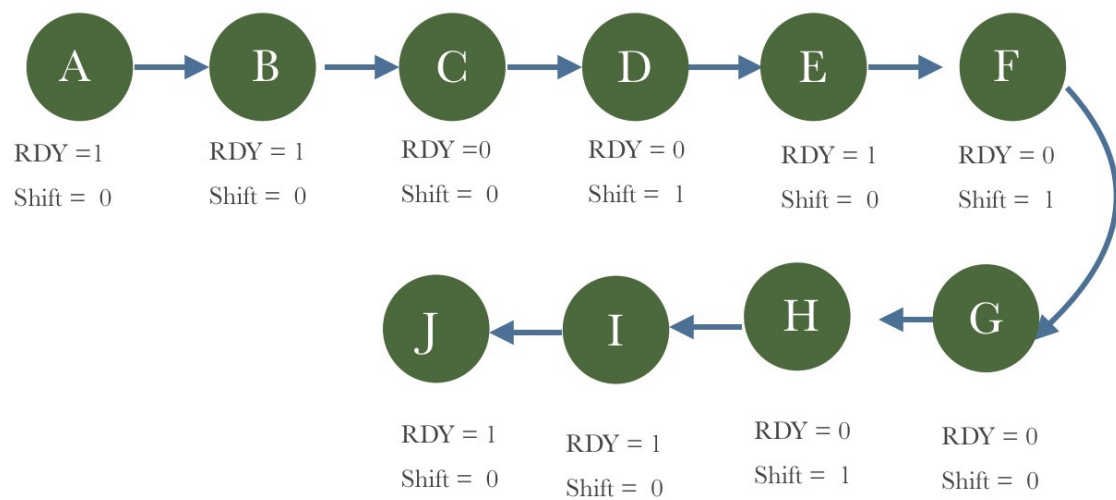 A B C D E F
RDY =1 RDY = 1 RDY =0 RDY = 0 RDY = 1 RDY = 0
Shift = 0 Shift = 0 Shift = 0 Shift = 1 Shift = 0 Shift = 1
J I H G
RDY = 1 RDY = 1 RDY = 0 RDY = 0
Shift = 0 Shift = 0 Shift = 1 Shift = 0